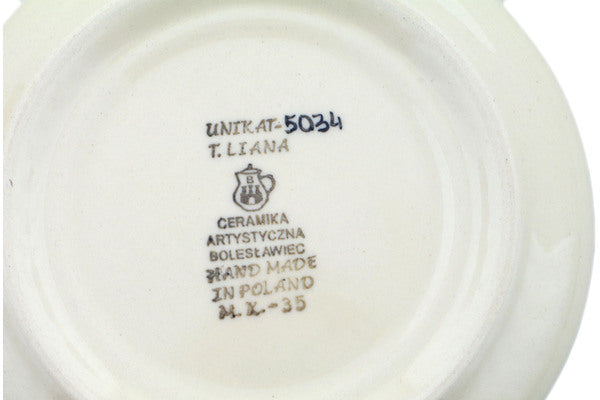 UNIKAT-5034
T. LIANA
B
CERAMIKA
ARTYSTYCZNA
BOLESŁAWIEC
HAND MADE
IN POLAND
M.K.-35